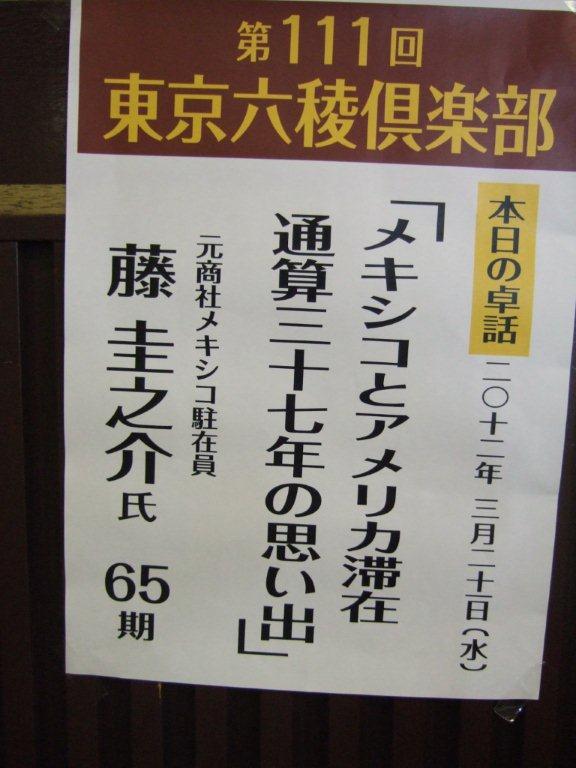 第111回
東京六稜倶楽部
本日の卓話 二〇十二年 三月二十一日(水)
「メキシコとアメリカ滞在
通算三十七年の思い出」
元商社メキシコ駐在員
藤 圭之介氏 65期